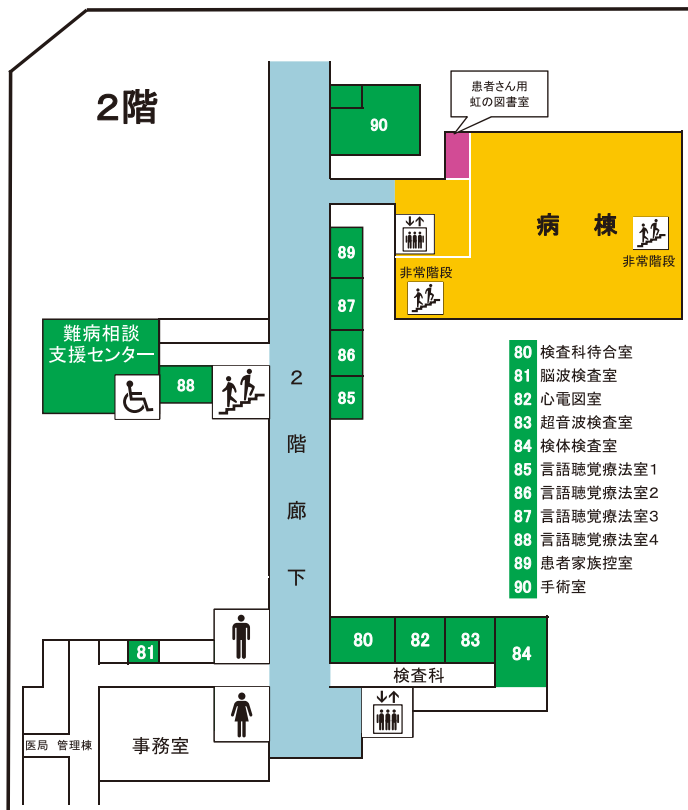 2階
患者さん用
虹の図書室
90
病 棟
非常階段
非常階段
89
87
86
85
難病相談
支援センター
88
2階廊下
80 検査科待合室
81 脳波検査室
82 心電図室
83 超音波検査室
84 検体検査室
85 言語聴覚療法室1
86 言語聴覚療法室2
87 言語聴覚療法室3
88 言語聴覚療法室4
89 患者家族控室
90 手術室
81
80
82
83
84
検査科
医局
管理棟
事務室